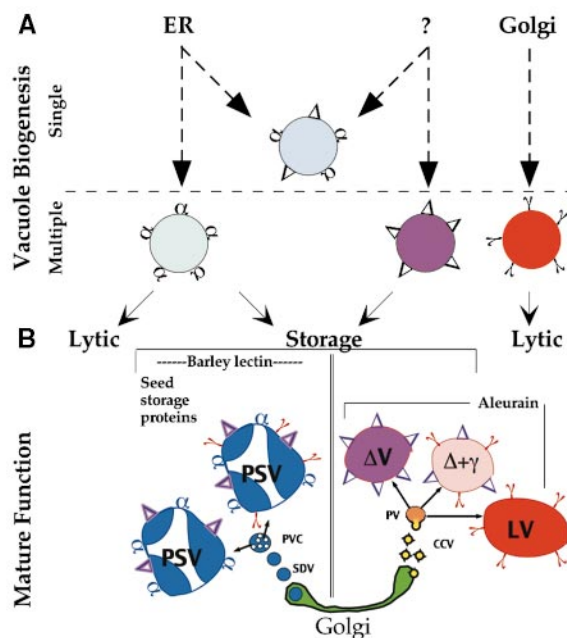 A
ER
?
Golgi
Vacuole Biogenesis
Single
Multiple
Δ
α
α
Δ
Δ
α
α
α
α
α
α
Δ
Δ
Δ
Δ
Δ
γ
γ
γ
γ
γ
B
Lytic
Storage
Lytic
------Barley lectin------
Seed
storage
proteins
Aleurain
Mature Function
α
α
α
PSV
α
α
α
PSV
PVC
SDV
ΔV
Δ+γ
PV
CCV
LV
Golgi